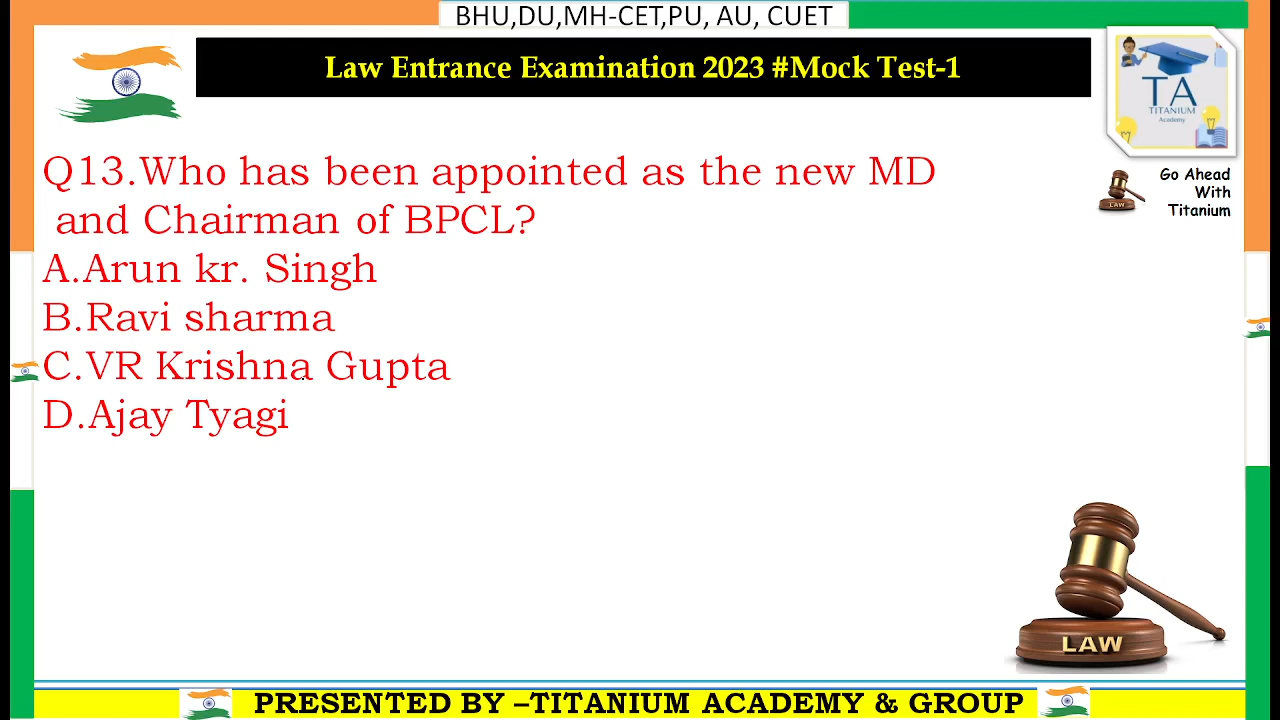 BHU,DU,MH-CET,PU, AU, CUET
Law Entrance Examination 2023 #Mock Test-1
TA
TITANIUM
Academy
Go Ahead
With
Titanium
LAW
Q13.Who has been appointed as the new MD
and Chairman of BPCL?
A.Arun kr. Singh
B.Ravi sharma
C.VR Krishna Gupta
D.Ajay Tyagi
LAW
PRESENTED BY –TITANIUM ACADEMY & GROUP